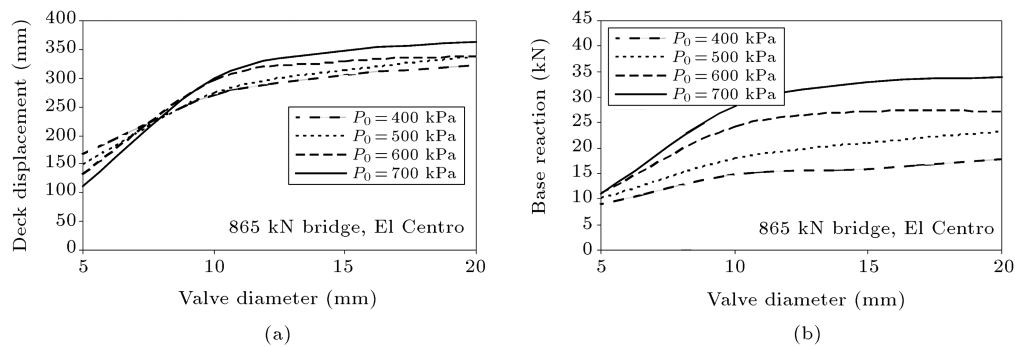 Deck displacement (mm)
400
350
300
250
200
150
100
50
0
P0 = 400 kPa
P0 = 500 kPa
P0 = 600 kPa
P0 = 700 kPa
865 kN bridge, El Centro
5
10
15
20
Valve diameter (mm)
(a)
Base reaction (kN)
45
40
35
30
25
20
15
10
5
0
P0 = 400 kPa
P0 = 500 kPa
P0 = 600 kPa
P0 = 700 kPa
865 kN bridge, El Centro
5
10
15
20
Valve diameter (mm)
(b)